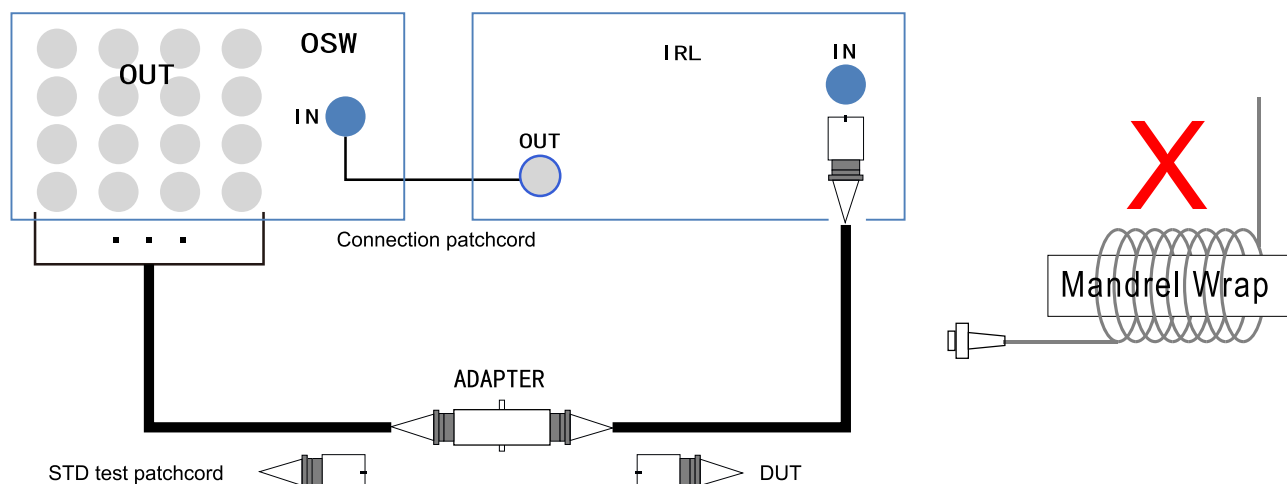 OSW
OUT
IN
IRL
IN
OUT
Connection patchcord
X
Mandrel Wrap
ADAPTER
STD test patchcord
DUT